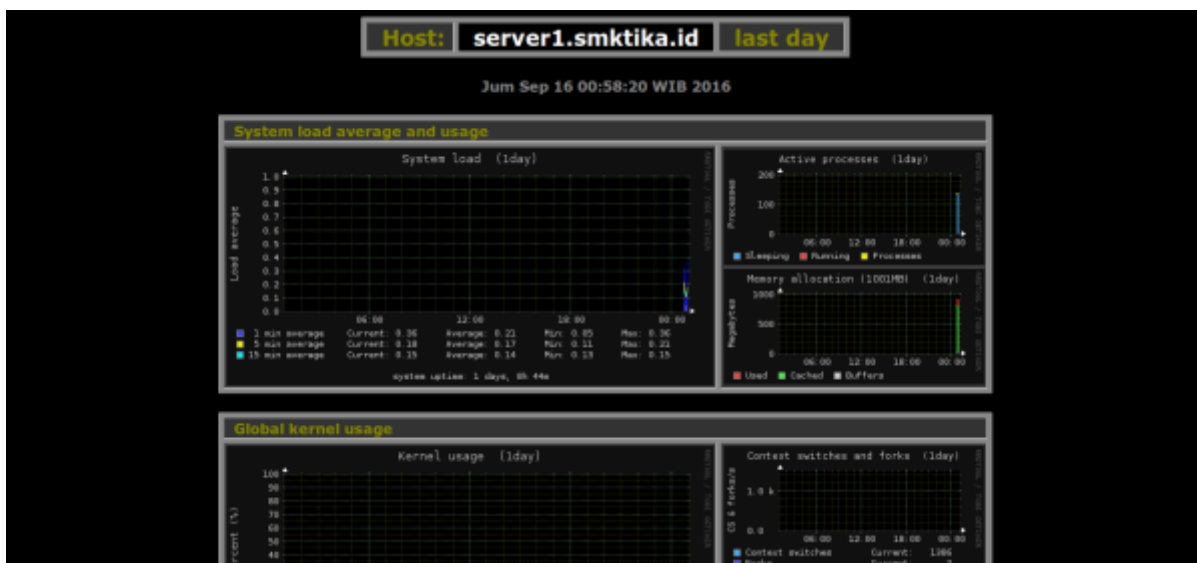 Host: server1.smktika.id last day
Jum Sep 16 00:58:20 WIB 2016
System load average and usage
System load (1day)
1.0
0.9
0.8
0.7
0.6
0.5
0.4
0.3
0.2
0.1
0.0
Load average
06:00 12:00 18:00 00:00
1 min average Current: 0.36 Average: 0.21 Min: 0.05 Max: 0.36
5 min average Current: 0.18 Average: 0.17 Min: 0.11 Max: 0.21
15 min average Current: 0.15 Average: 0.14 Min: 0.13 Max: 0.15
system uptime: 1 days, 0h 44m
Active processes (1day)
200
100
0
Processes
06:00 12:00 18:00 00:00
Sleeping Running Processes
Memory allocation (1001MB) (1day)
1000
500
0
Megabytes
06:00 12:00 18:00 00:00
Used Cached Buffers
Global kernel usage
Kernel usage (1day)
100
90
80
70
60
50
40
Context switches and forks (1day)
1.0 k
0.0
CS & forks/s
06:00 12:00 18:00 00:00
Context switches Current: 1386